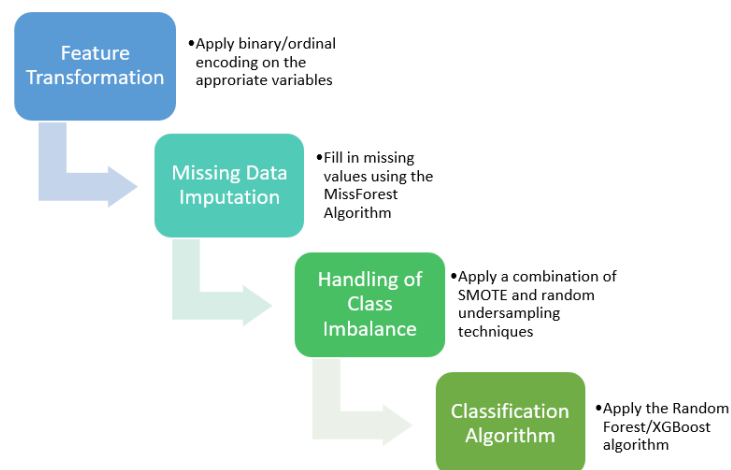 Feature
Transformation
•Apply binary/ordinal
encoding on the
approriate variables
Missing Data
Imputation
•Fill in missing
values using the
MissForest
Algorithm
Handling of
Class
Imbalance
•Apply a combination of
SMOTE and random
undersampling
techniques
Classification
Algorithm
•Apply the Random
Forest/XGBoost
algorithm